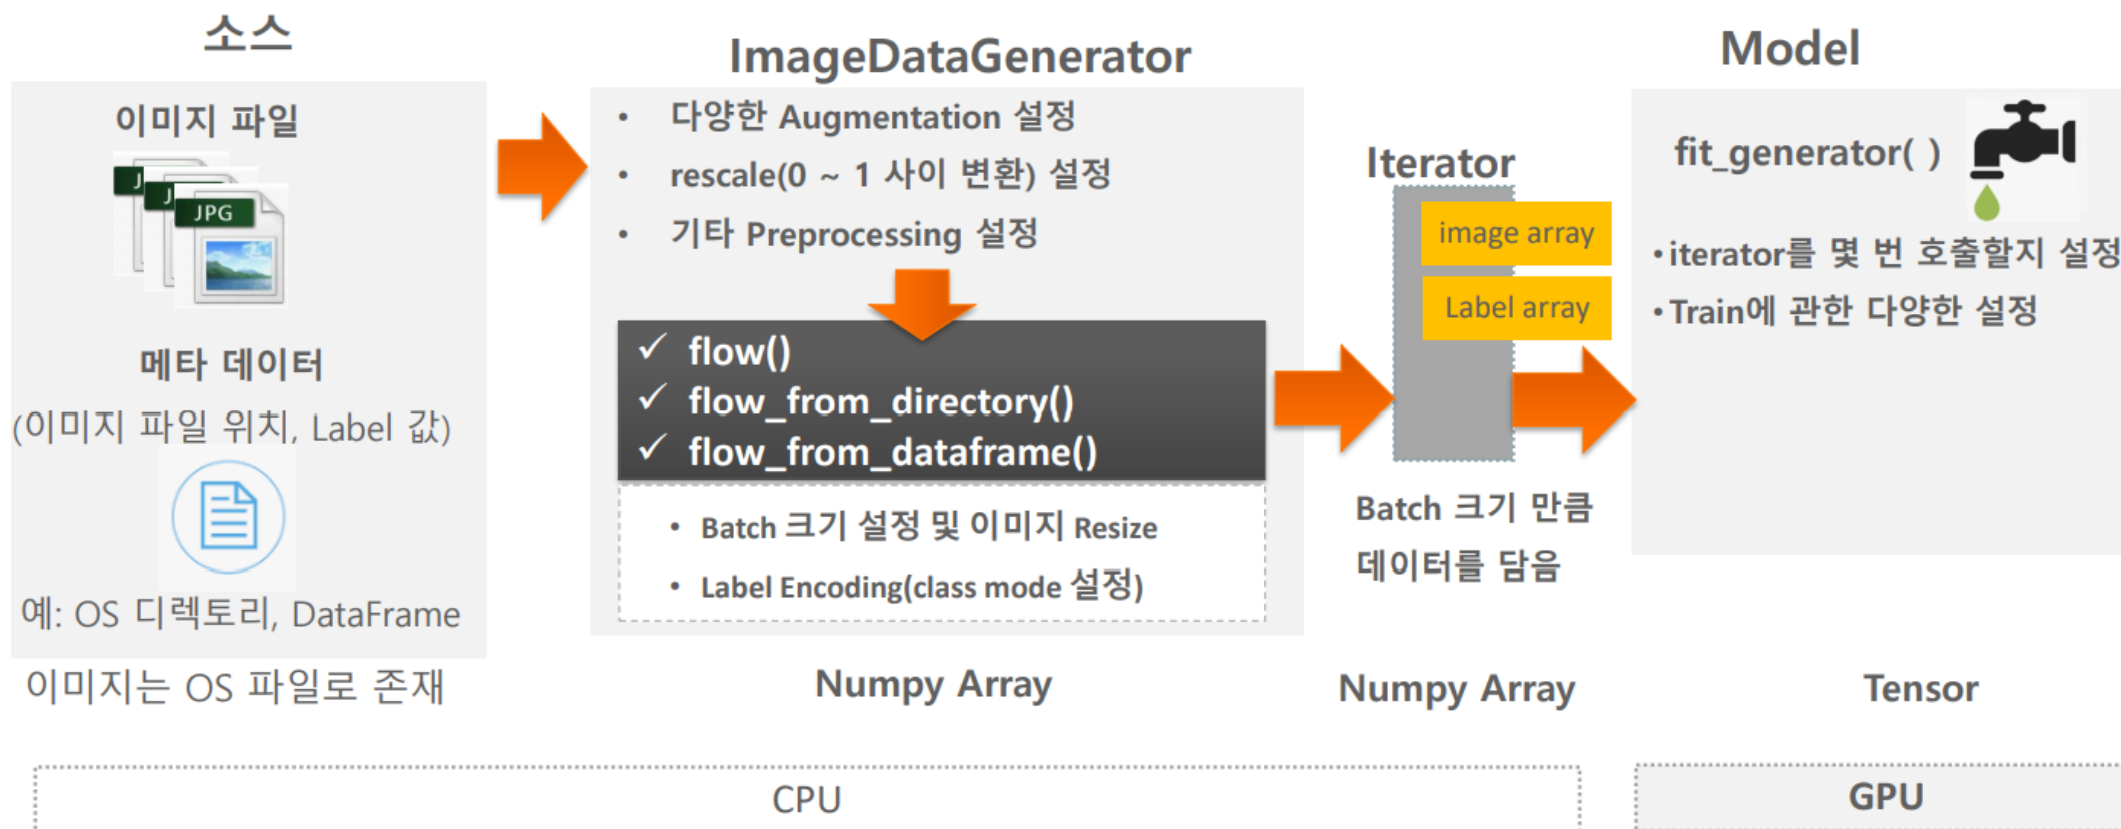 소스
이미지 파일
J
J
JPG
메타 데이터
(이미지 파일 위치, Label 값)
예: OS 디렉토리, DataFrame
이미지는 OS 파일로 존재
ImageDataGenerator
• 다양한 Augmentation 설정
• rescale(0 ~ 1 사이 변환) 설정
• 기타 Preprocessing 설정
✓ flow()
✓ flow_from_directory()
✓ flow_from_dataframe()
• Batch 크기 설정 및 이미지 Resize
• Label Encoding(class mode 설정)
Numpy Array
Iterator
image array
Label array
Batch 크기 만큼
데이터를 담음
Numpy Array
Model
fit_generator( )
•iterator를 몇 번 호출할지 설정
•Train에 관한 다양한 설정
Tensor
CPU
GPU